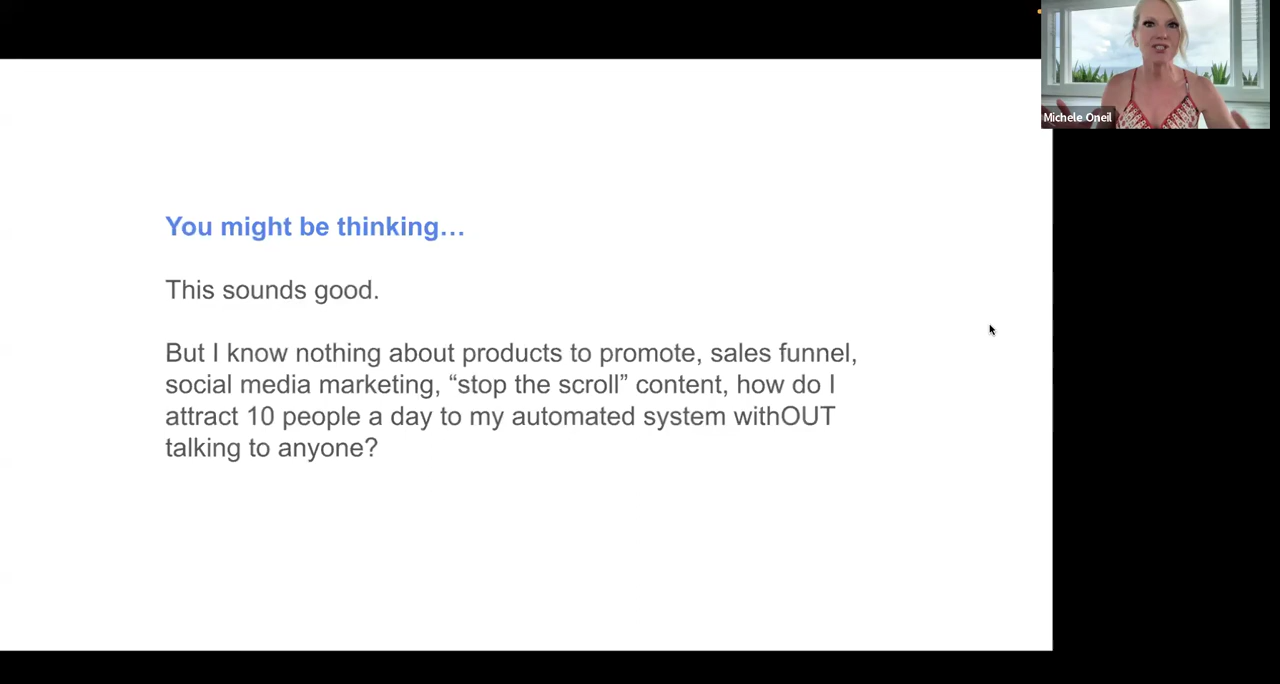 Michele Oneil
You might be thinking…
This sounds good.
But I know nothing about products to promote, sales funnel,
social media marketing, “stop the scroll” content, how do I
attract 10 people a day to my automated system withOUT
talking to anyone?